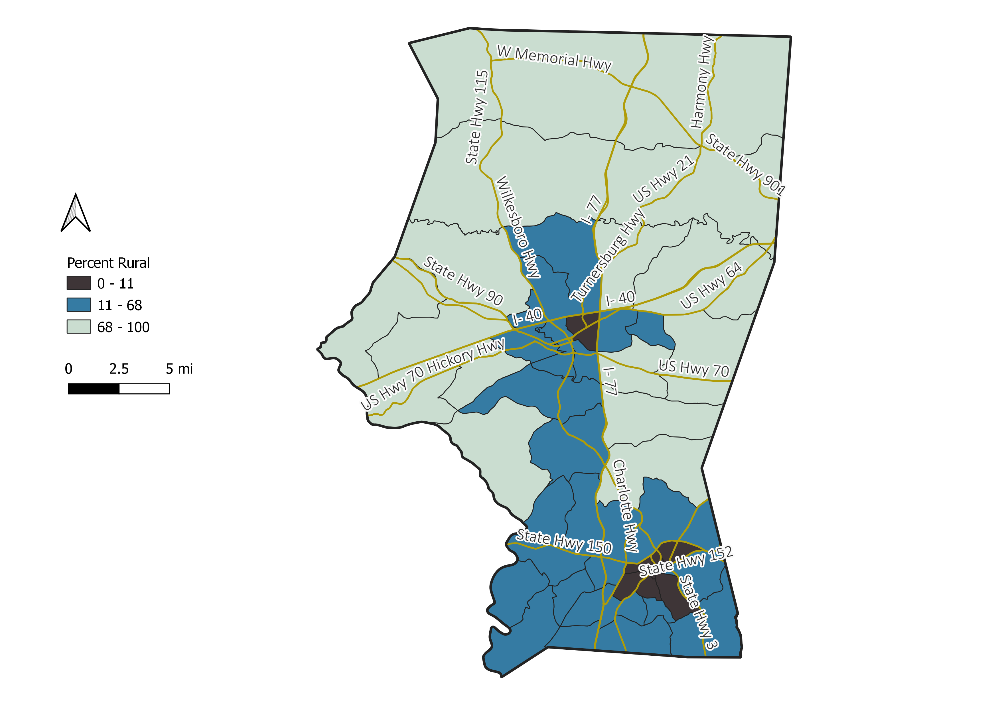 W Memorial Hwy
Harmony Hwy
State Hwy 115
State Hwy 901
US Hwy 21
Wilkesboro Hwy
I- 77
Turnersburg Hwy
State Hwy 90
US Hwy 64
I- 40
I- 40
US Hwy 70 Hickory Hwy
US Hwy 70
I- 77
Charlotte Hwy
State Hwy 150
State Hwy 152
State Hwy 3
Percent Rural
0 - 11
11 - 68
68 - 100
0 2.5 5 mi